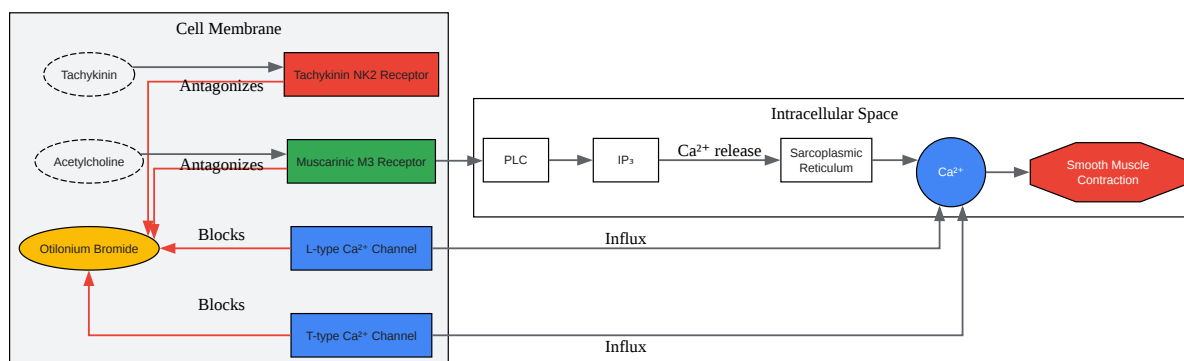 Cell Membrane
Tachykinin
Antagonizes
Tachykinin NK2 Receptor
Acetylcholine
Antagonizes
Muscarinic M3 Receptor
Otilonium Bromide
Blocks
L-type Ca²⁺ Channel
Blocks
T-type Ca²⁺ Channel
Intracellular Space
PLC
IP₃
Ca²⁺ release
Sarcoplasmic
Reticulum
Ca²⁺
Smooth Muscle
Contraction
Influx
Influx